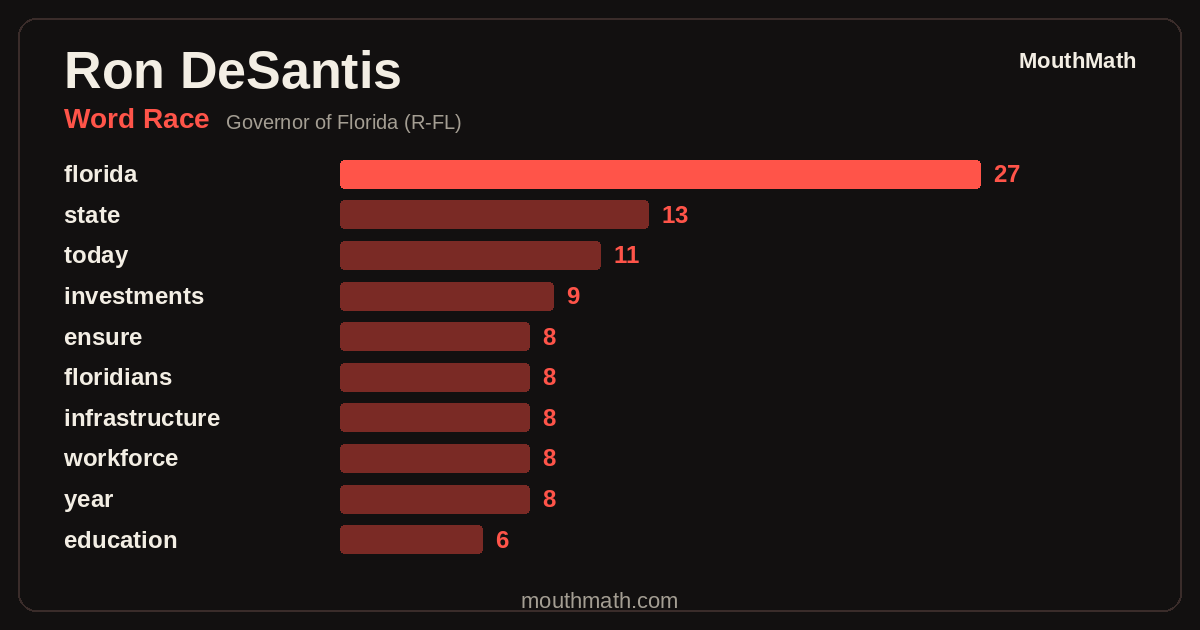 Ron DeSantis
MouthMath
Word Race Governor of Florida (R-FL)
florida 27
state 13
today 11
investments 9
ensure 8
floridians 8
infrastructure 8
workforce 8
year 8
education 6
mouthmath.com